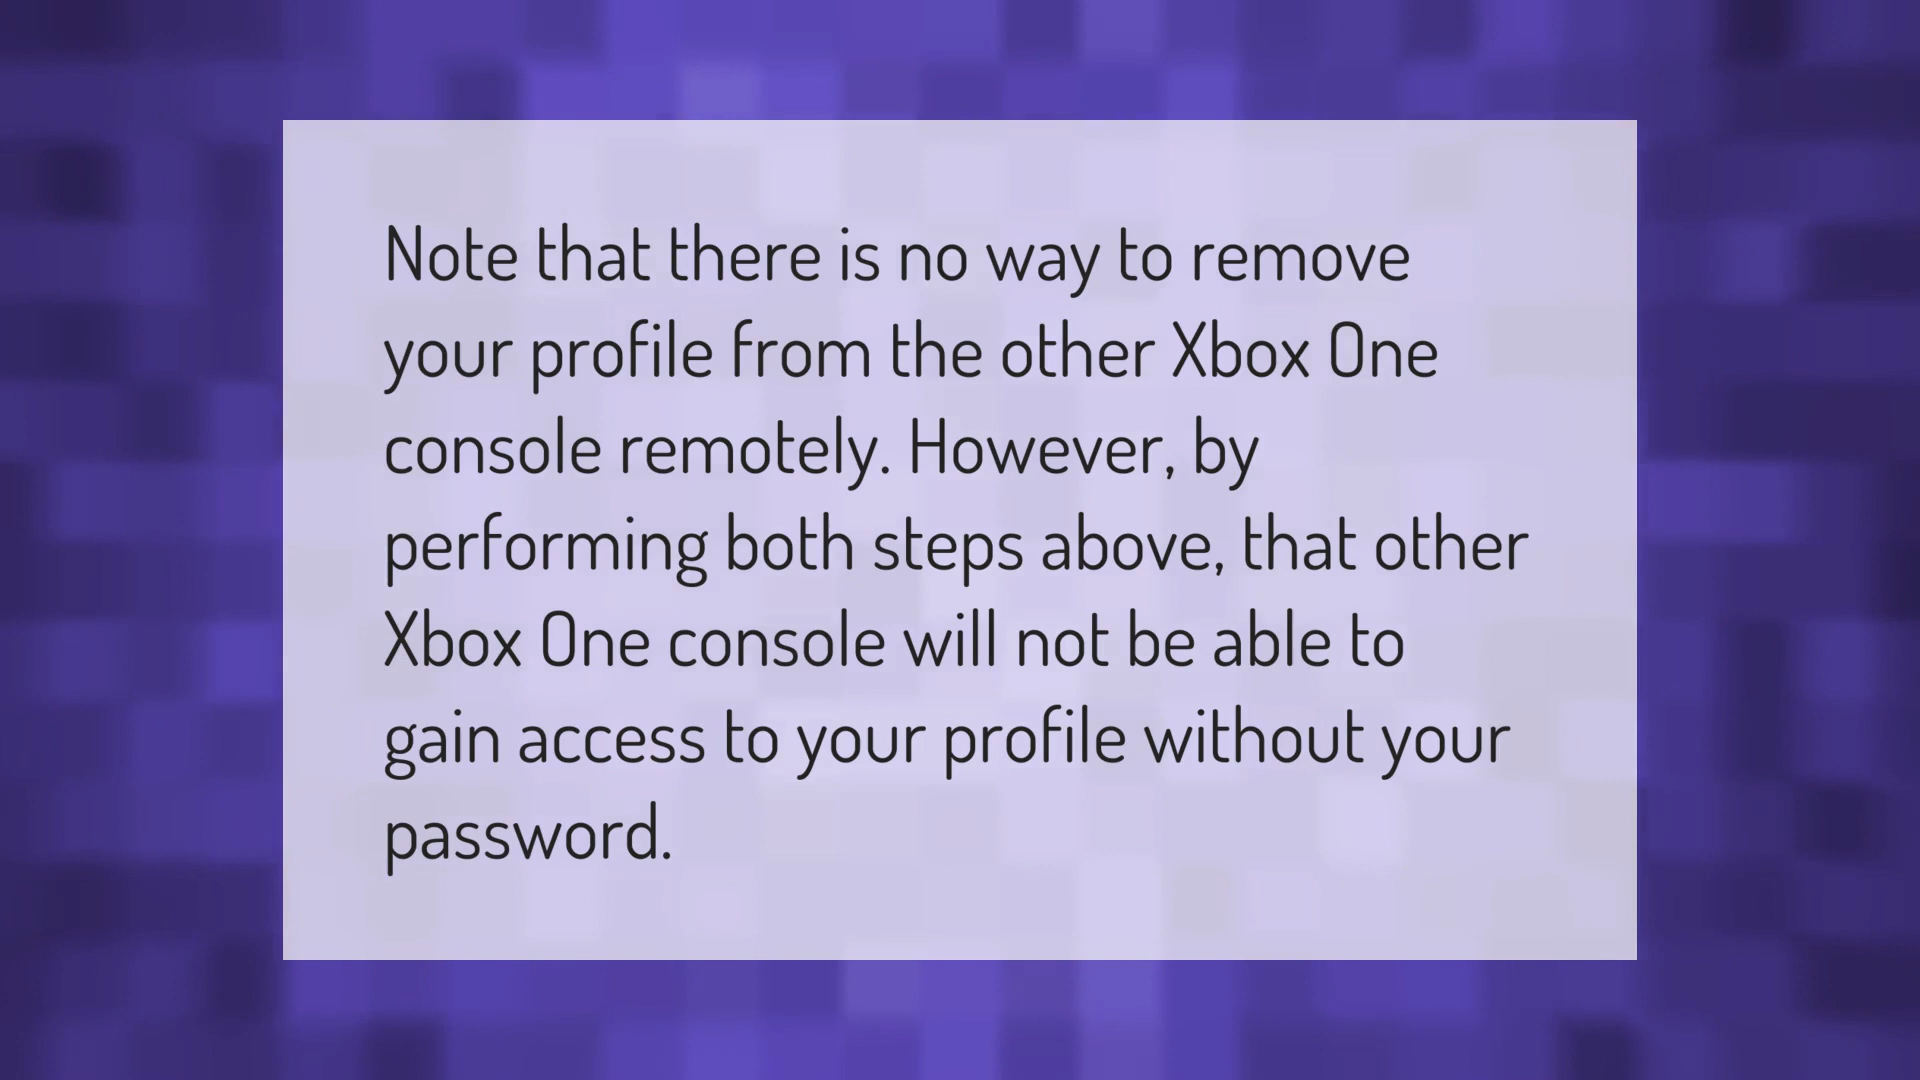 Note that there is no way to remove
your profile from the other Xbox One
console remotely. However, by
performing both steps above, that other
Xbox One console will not be able to
gain access to your profile without your
password.